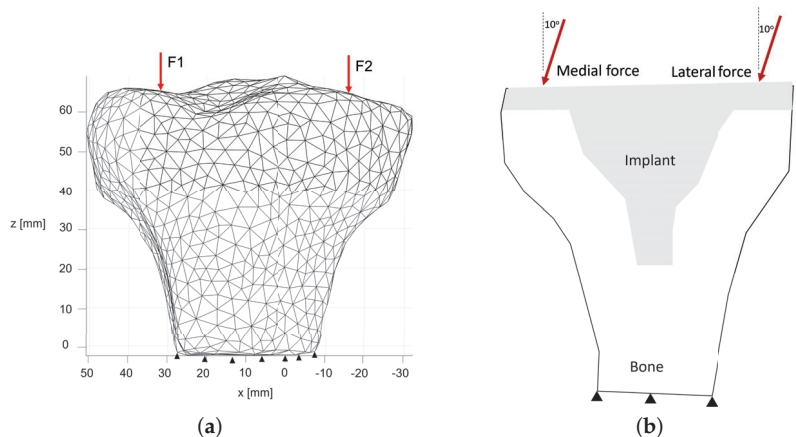 F1
F2
60
50
40
30
20
10
0
z [mm]
50 40 30 20 10 0 -10 -20 -30
x [mm]
(a)
10°
10°
Medial force
Lateral force
Implant
Bone
(b)